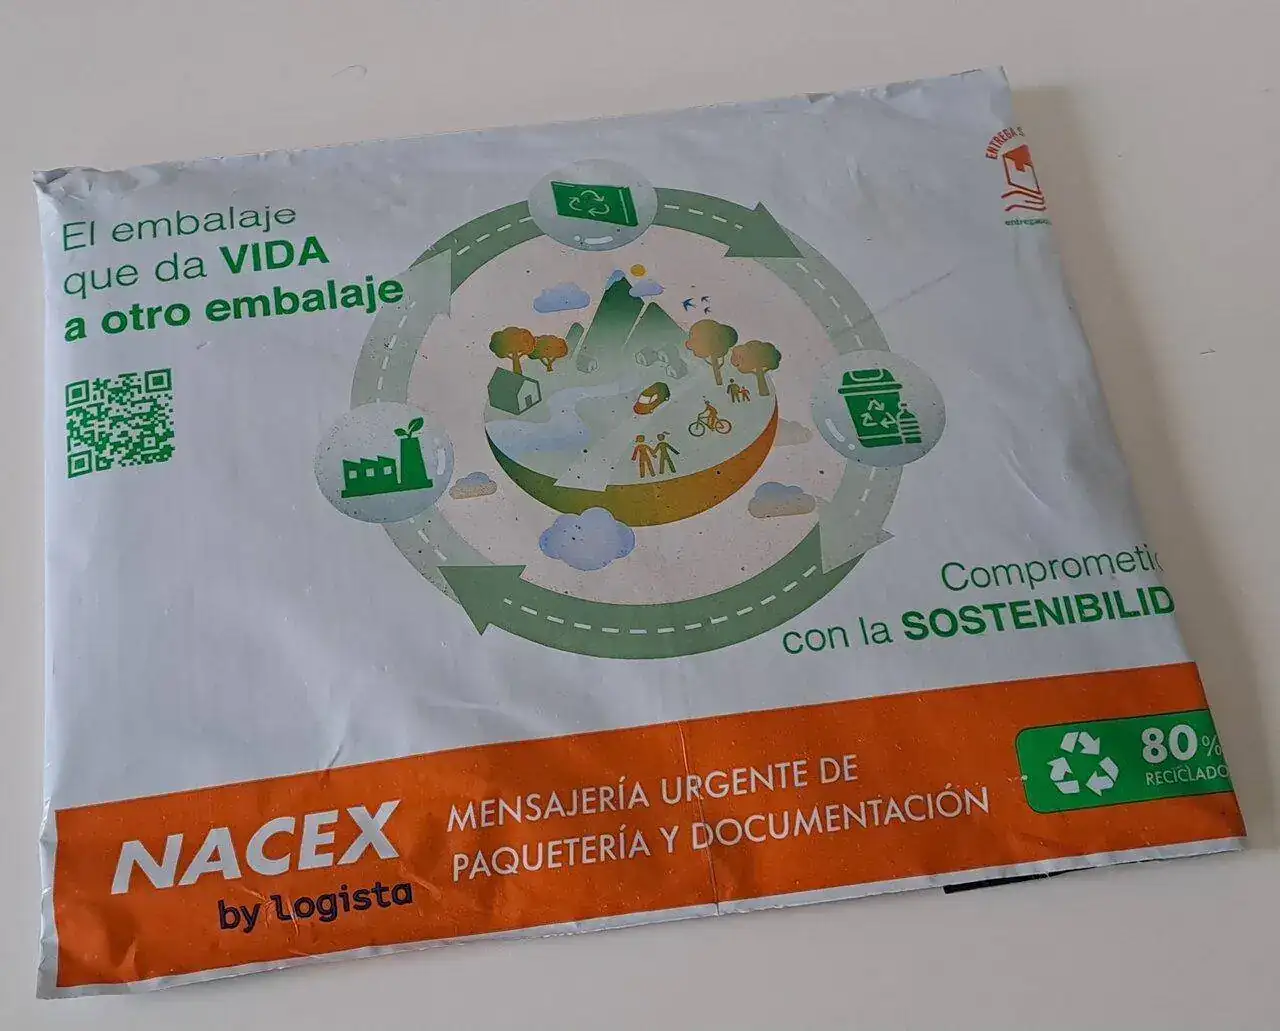 El embalaje
que da VIDA
a otro embalaje
ENTREGA
Comprometi
con la SOSTENIBILID
NACEX
by logista
MENSAJERÍA URGENTE DE
PAQUETERÍA Y DOCUMENTACIÓN
80%
RECICLADO